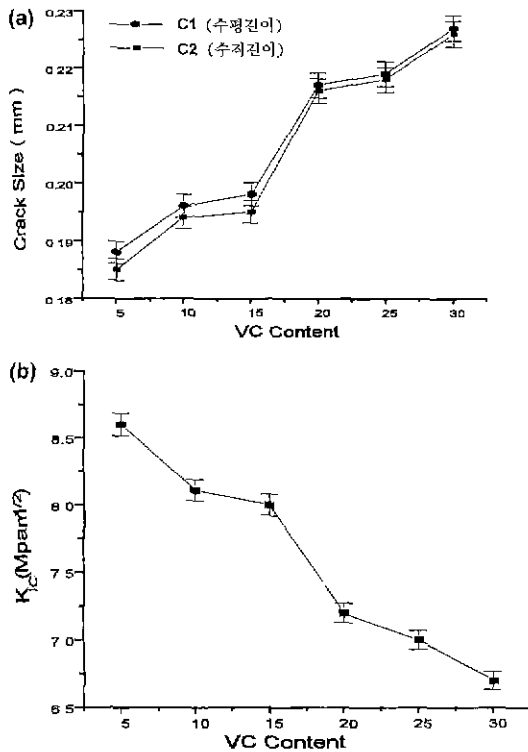 (a)
0.23
0.22
0.21
0.20
0.19
0.18
Crack Size ( mm )
C1 (수평길이)
C2 (수직길이)
5 10 15 20 25 30
VC Content
(b)
9.0
8.5
8.0
7.5
7.0
6.5
K_IC(Mpam^1/2)
5 10 15 20 25 30
VC Content